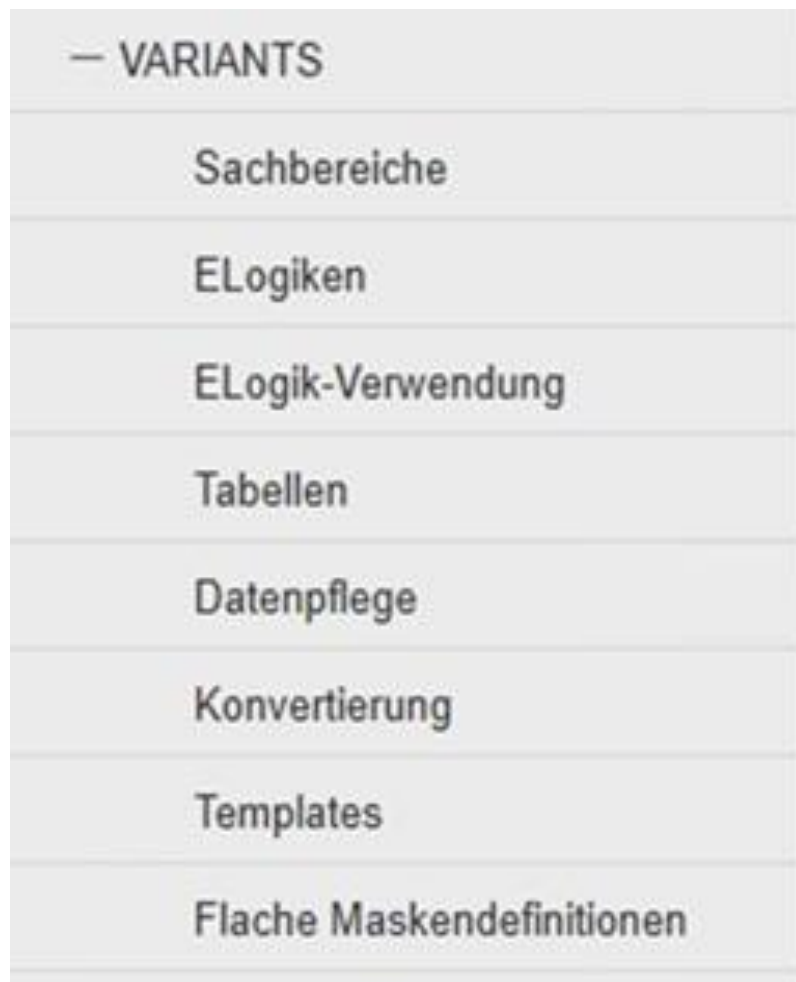 — VARIANTS
Sachbereiche
ELogiken
ELogik-Verwendung
Tabellen
Datenpflege
Konvertierung
Templates
Flache Maskendefinitionen